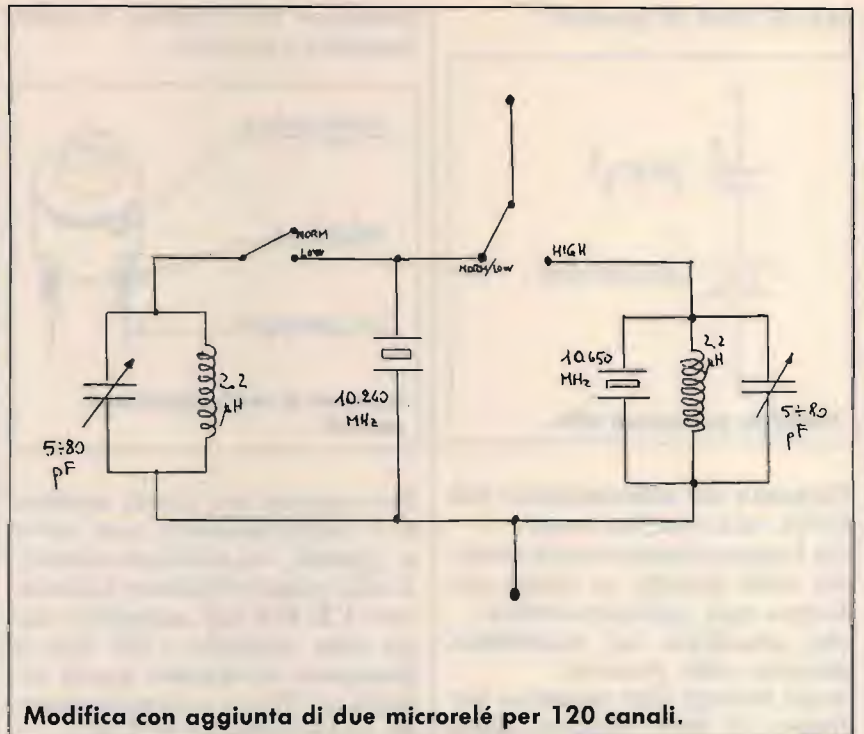 NORM
LOW
NORM/LOW
HIGH
2,2
µH
5÷80
pF
10.240
MHz
10.650
MHz
2,2
µH
5÷80
pF
Modifica con aggiunta di due microrelé per 120 canali.